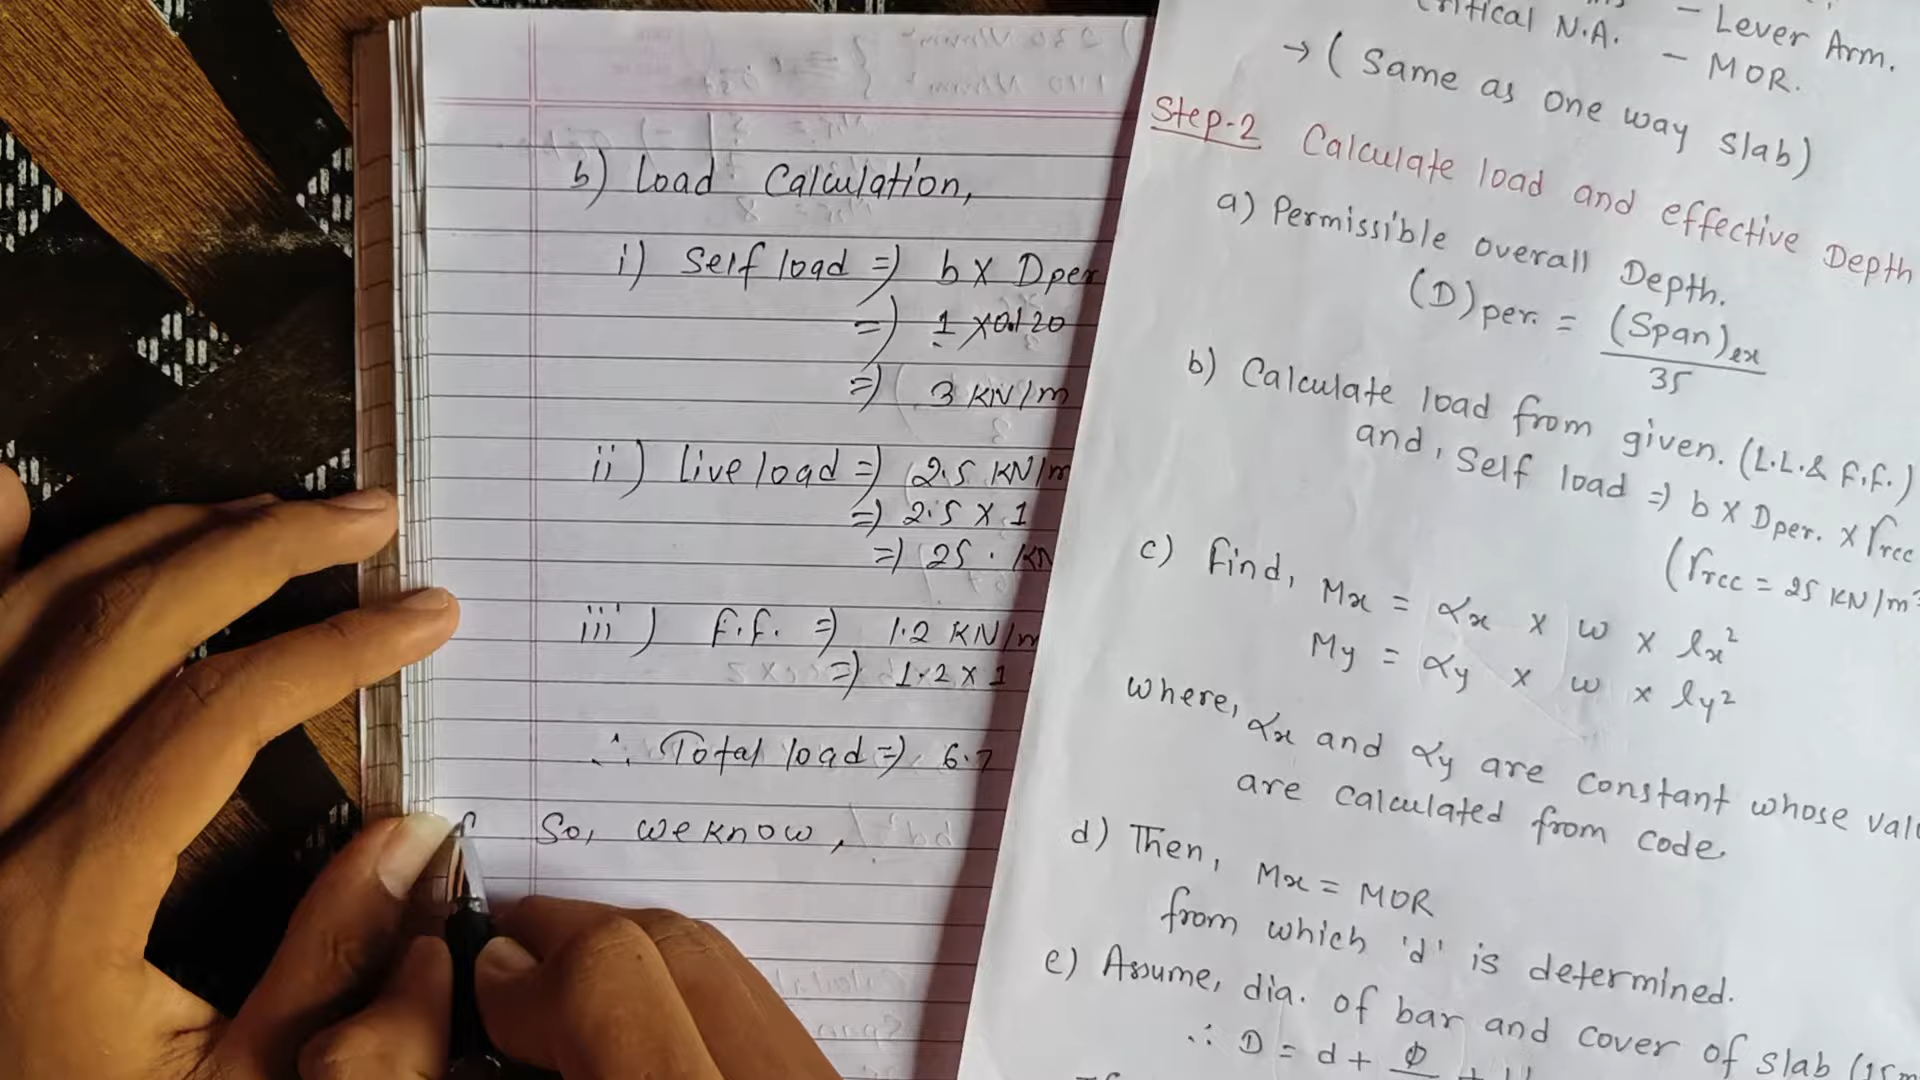 b) Load Calculation,
i) Self load => b x Dper
=> 1 x 0.120
=> 3 KN/m
ii) Live load => 2.5 KN/m
=> 2.5 x 1
=> 25 . KN
iii) F.F. => 1.2 KN/m
=> 1.2 x 1
∴ Total load => 6.7
So, we know,
Critical N.A. - Lever Arm.
- MOR.
→ (Same as one way slab)
Step-2 Calculate load and effective Depth
a) Permissible overall Depth.
(D)per. = (Span)ex
35
b) Calculate load from given. (L.L. & F.F.)
and, Self load => b x Dper. x Γrcc
(Γrcc = 25 KN/m³
c) Find, Mx = αx x w x lx²
My = αy x w x ly²
where, αx and αy are constant whose valu
are calculated from code.
d) Then, Mx = MOR
from which 'd' is determined.
e) Assume, dia. of bar and cover of slab (15m
∴ D = d + Φ